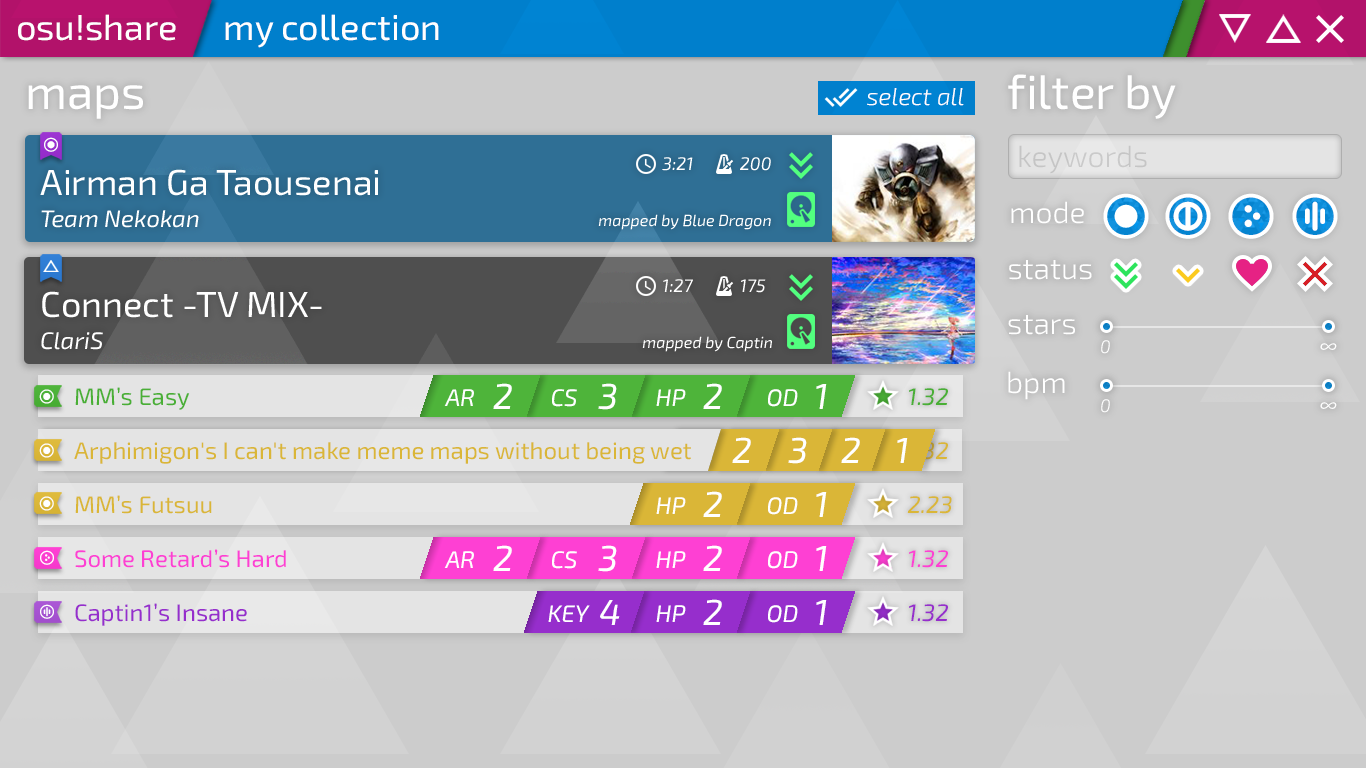 osu!share my collection
maps
select all
filter by
Airman Ga Taousenai
Team Nekokan
3:21 200
mapped by Blue Dragon
Connect -TV MIX-
ClariS
1:27 175
mapped by Captin
MM's Easy AR 2 CS 3 HP 2 OD 1 1.32
Arphimigon's I can't make meme maps without being wet 2 3 2 1 32
MM's Futsuu HP 2 OD 1 2.23
Some Retard's Hard AR 2 CS 3 HP 2 OD 1 1.32
Captin1's Insane KEY 4 HP 2 OD 1 1.32
keywords
mode
status
stars
0 ∞
bpm
0 ∞